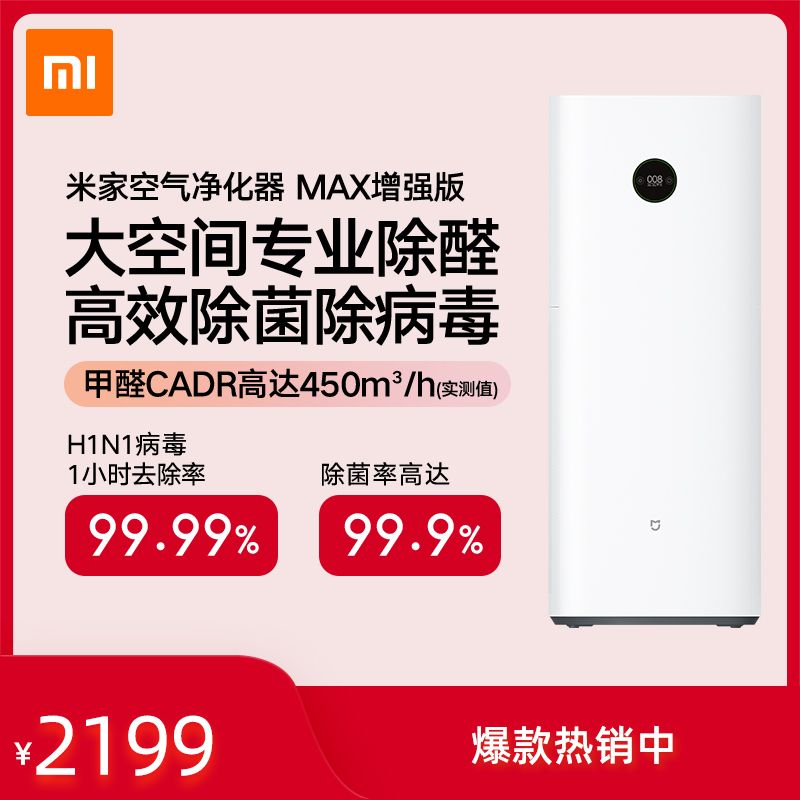 mi
米家空气净化器 MAX增强版
大空间专业除醛
高效除菌除病毒
甲醛CADR高达450m³/h(实测值)
H1N1病毒
1小时去除率
99.99%
除菌率高达
99.9%
008
¥2199
爆款热销中